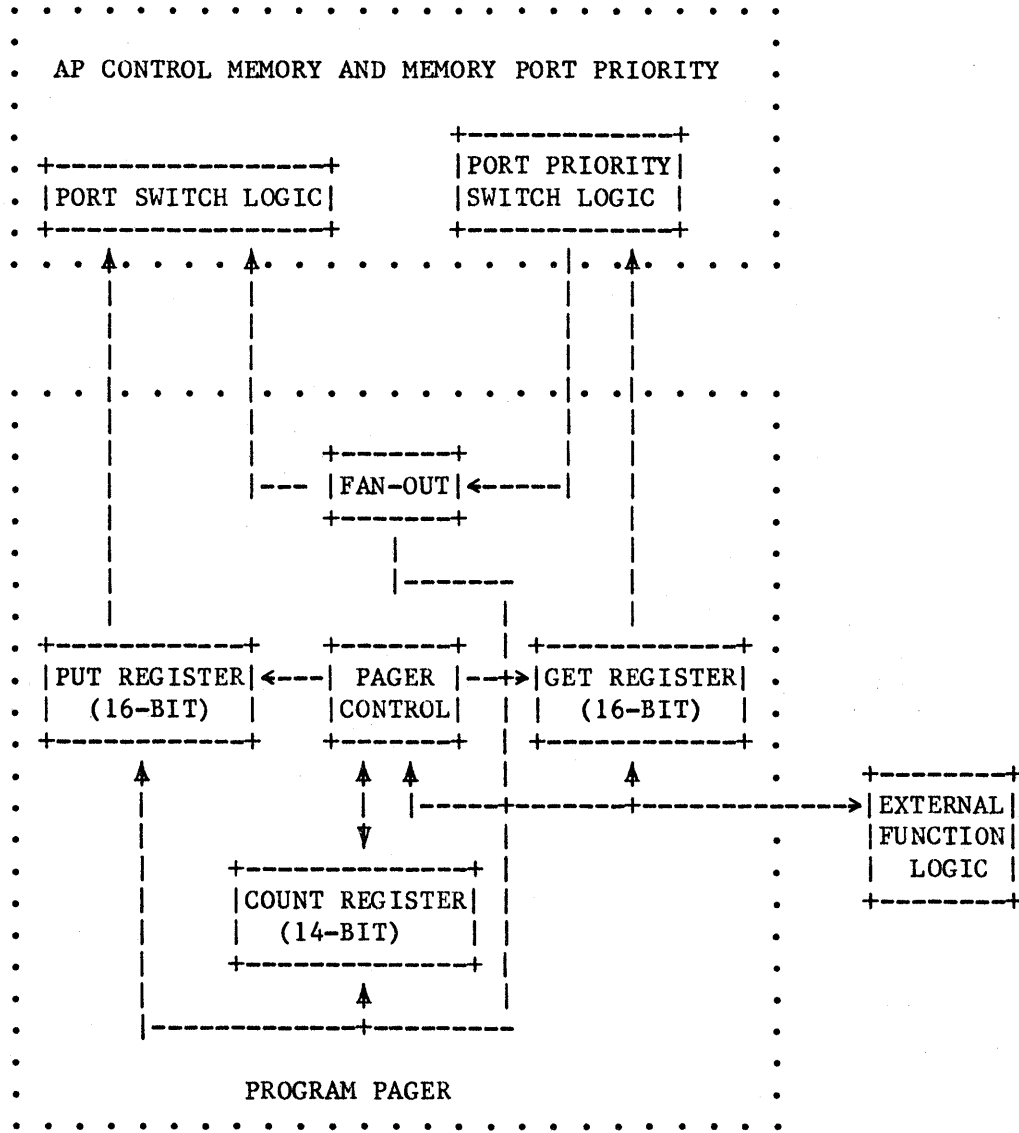 AP CONTROL MEMORY AND MEMORY PORT PRIORITY
PORT SWITCH LOGIC
PORT PRIORITY
SWITCH LOGIC
FAN-OUT
PUT REGISTER
(16-BIT)
PAGER
CONTROL
GET REGISTER
(16-BIT)
EXTERNAL
FUNCTION
LOGIC
COUNT REGISTER
(14-BIT)
PROGRAM PAGER